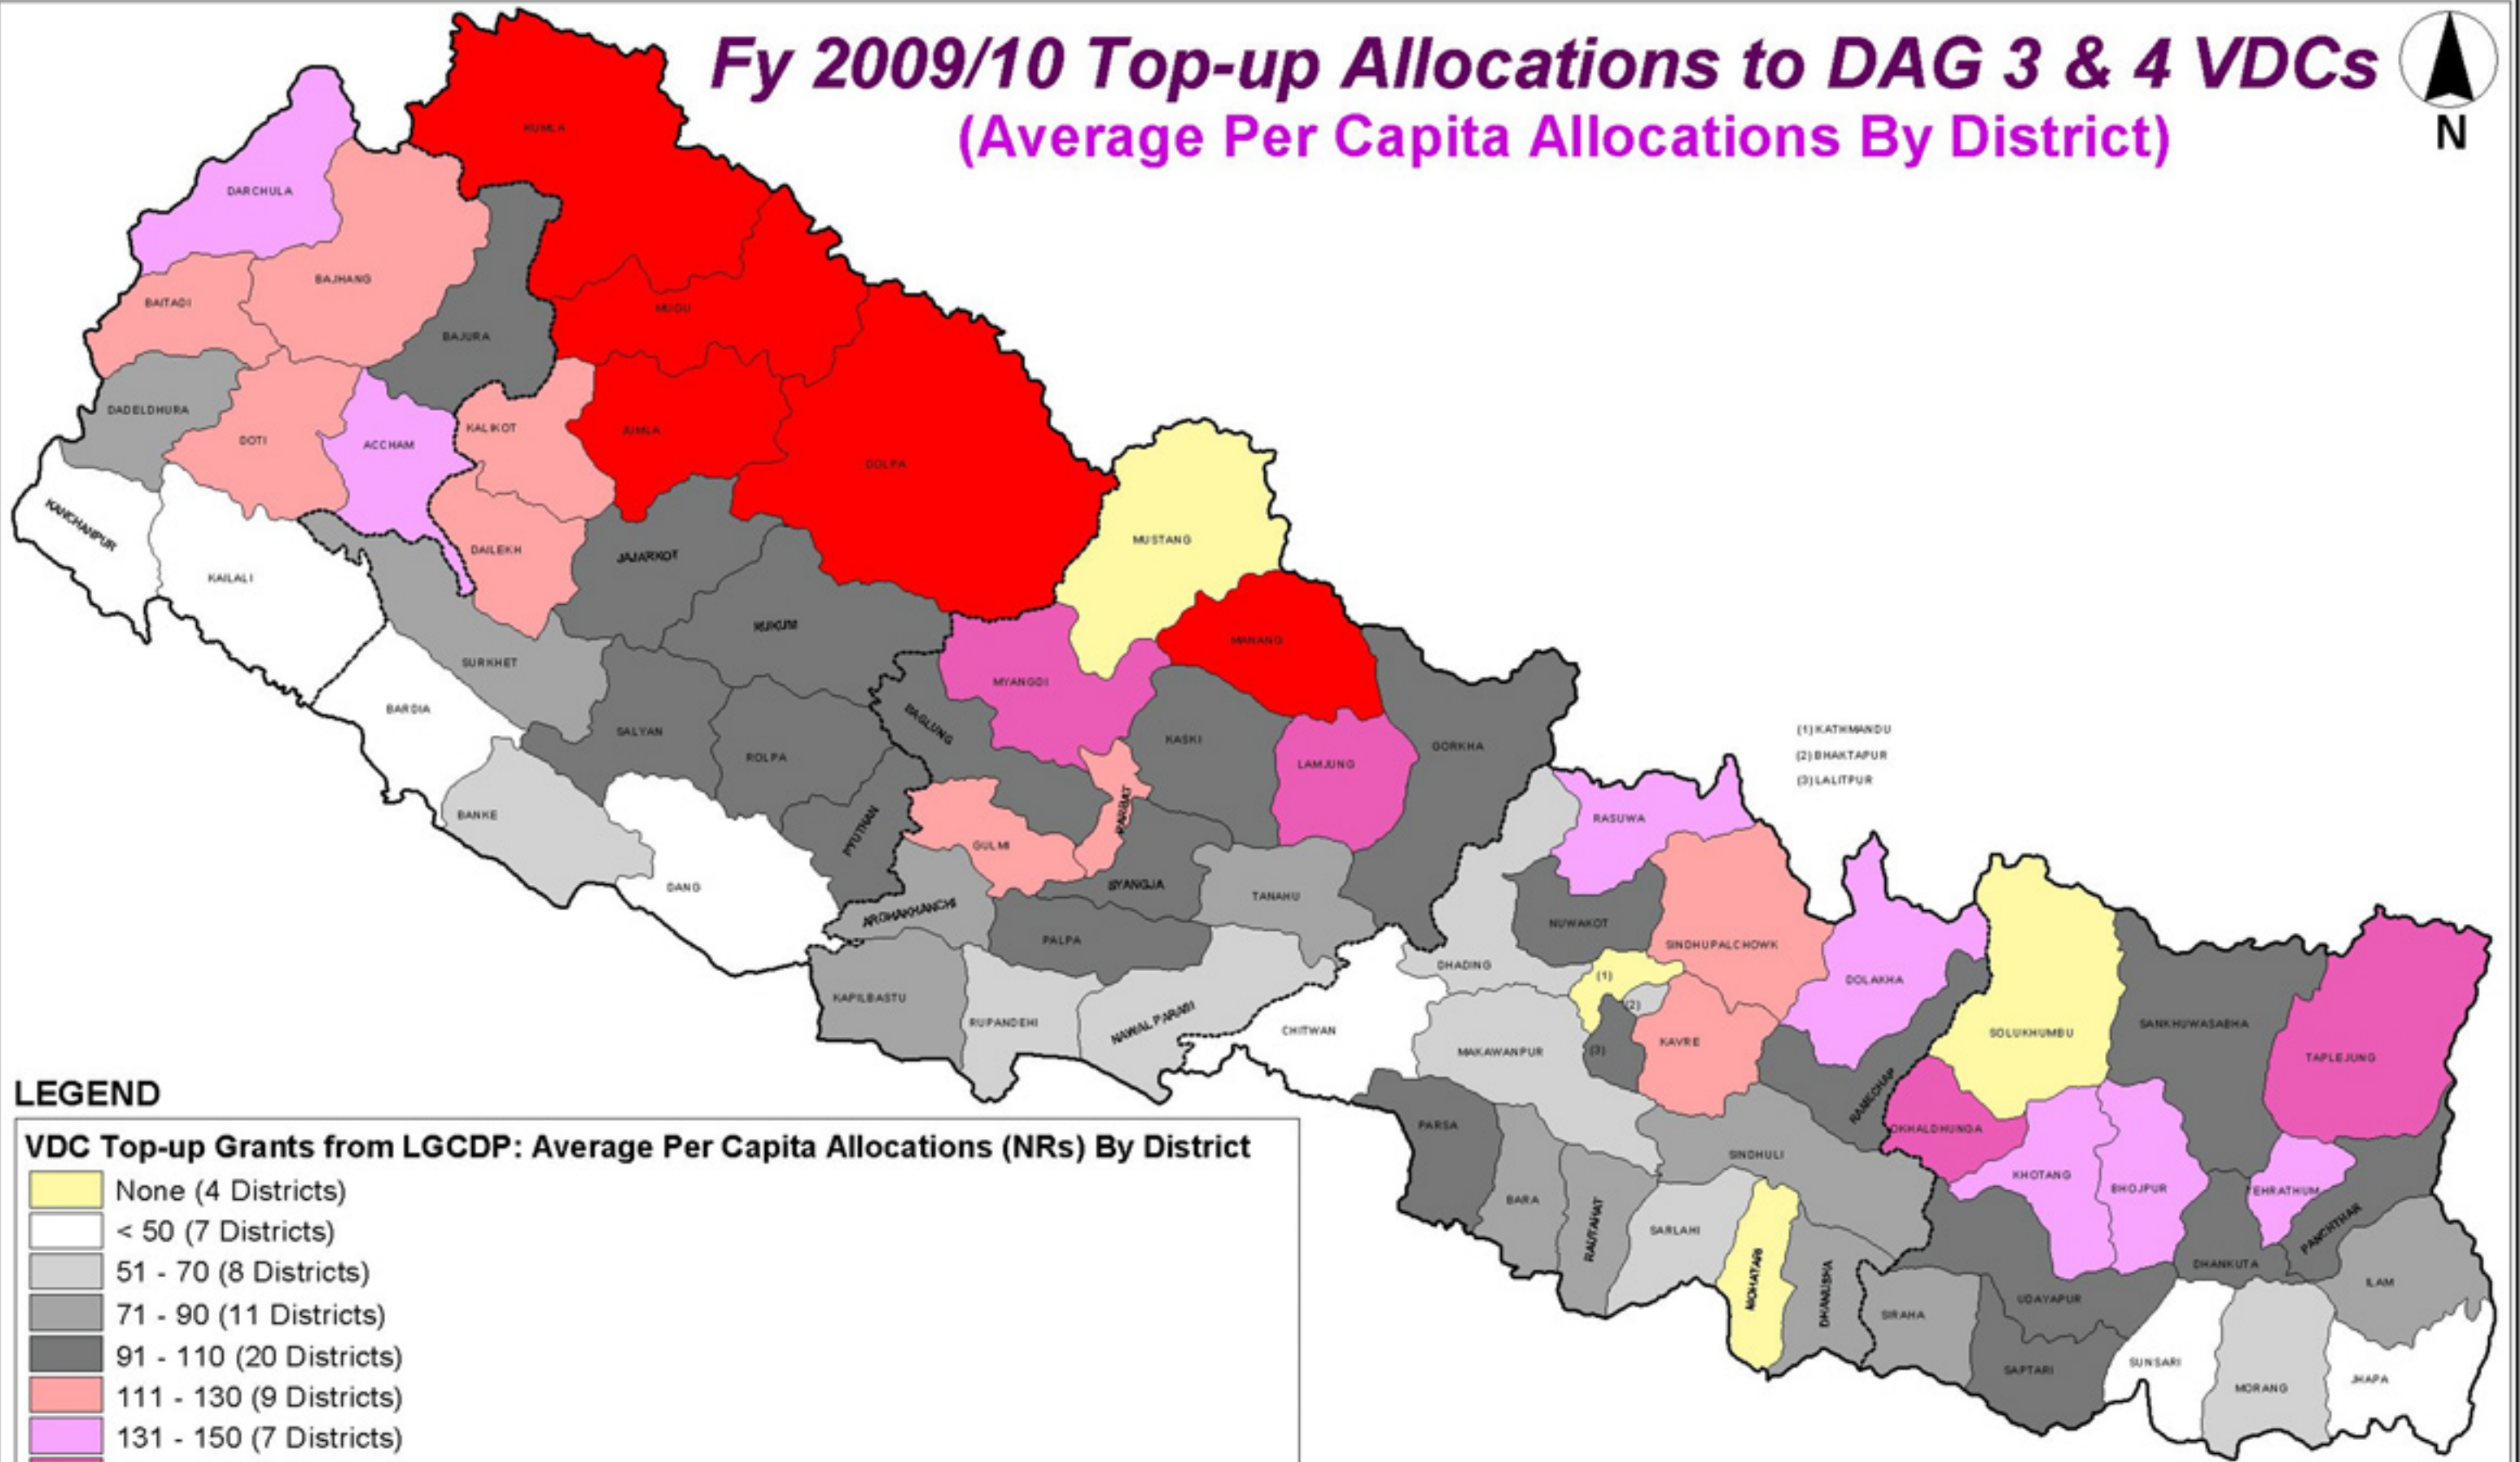 Fy 2009/10 Top-up Allocations to DAG 3 & 4 VDCs
(Average Per Capita Allocations By District)
N
HUMLA
DARCHULA
BAJHANG
BAITADI
MUGU
BAJURA
DADELDHURA
DOTI
ACCHAM
KALIKOT
JUMLA
DOLPA
KANCHANPUR
KAILALI
DAILEKH
JAJARKOT
MUSTANG
RUKUM
MANANG
SURKHET
MYANGDI
BARDIA
BAGLUNG
SALYAN
ROLPA
KASKI
GORKHA
LAMJUNG
(1) KATHMANDU
(2) BHAKTAPUR
(3) LALITPUR
BANKE
PYUTHAN
PARBAT
GULMI
RASUWA
DANG
SYANGJA
TANAHU
ARGHAKHANCHI
PALPA
NUWAKOT
SINDHUPALCHOWK
DHADING
(1)
DOLAKHA
KAPILBASTU
RUPANDEHI
NAWALPARASI
CHITWAN
(2)
(3)
MAKAWANPUR
KAVRE
SOLUKHUMBU
SANKHUWASABHA
TAPLEJUNG
RAMECHAP
OKHALDHUNGA
PARSA
SINDHULI
KHOTANG
BHOJPUR
TEHRATHUM
BARA
RAUTAHAT
SARLAHI
MOHATARI
DHANUSHA
PANCHTHAR
DHANKUTA
ILAM
SIRAHA
UDAYAPUR
SAPTARI
SUNSARI
MORANG
JHAPA
LEGEND
VDC Top-up Grants from LGCDP: Average Per Capita Allocations (NRs) By District
None (4 Districts)
< 50 (7 Districts)
51 - 70 (8 Districts)
71 - 90 (11 Districts)
91 - 110 (20 Districts)
111 - 130 (9 Districts)
131 - 150 (7 Districts)